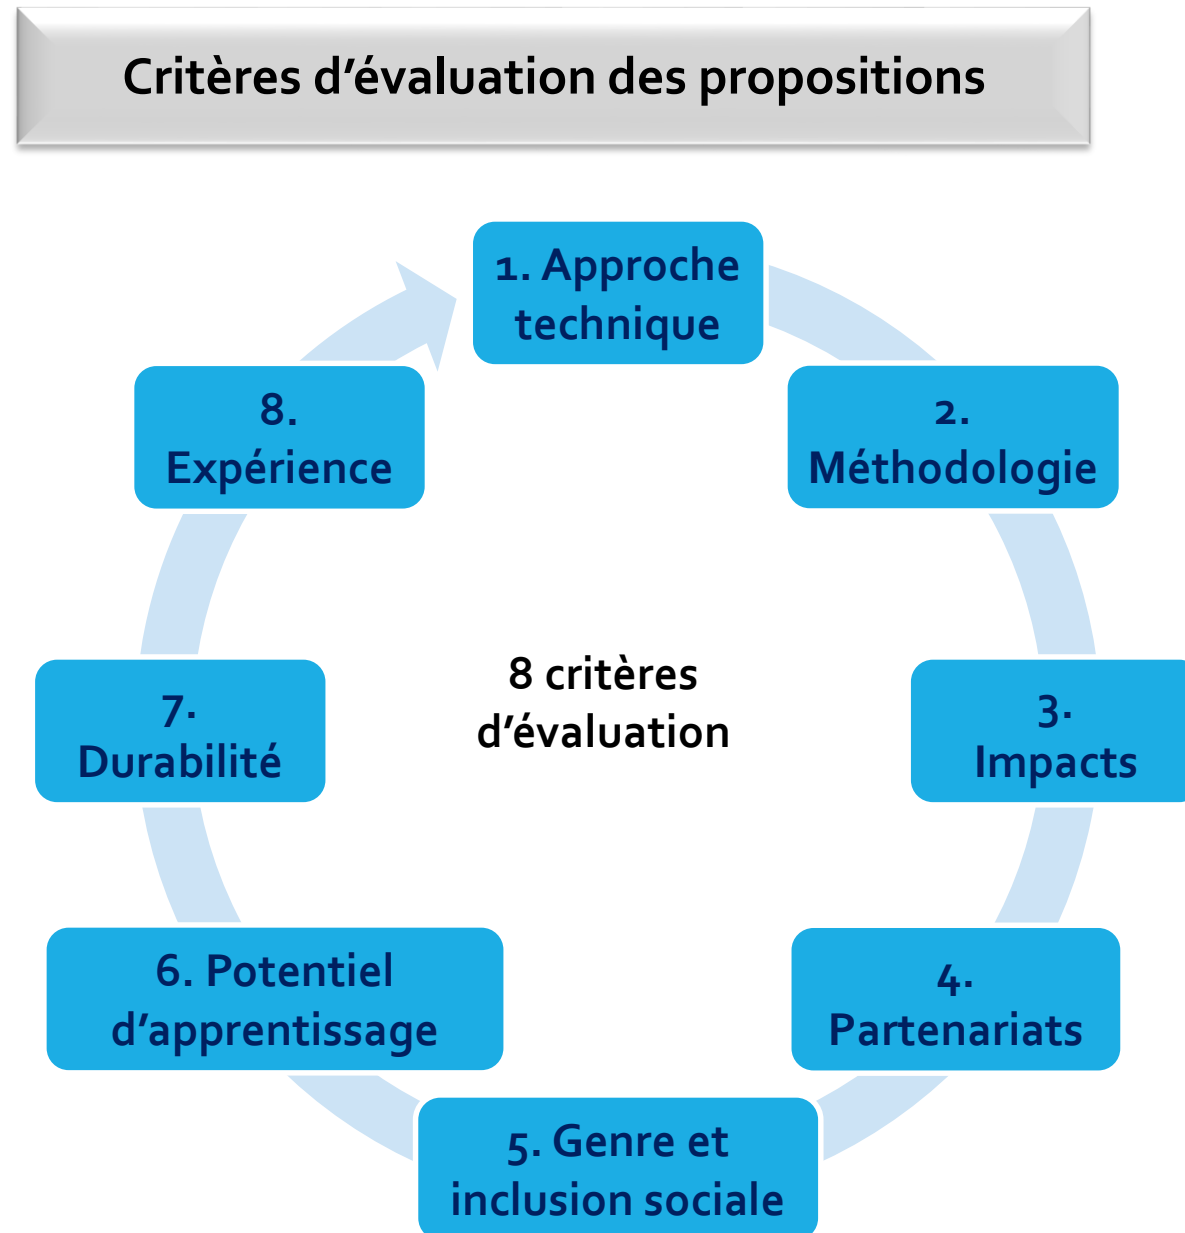 Critères d’évaluation des propositions
1. Approche
technique
2.
Méthodologie
3.
Impacts
4.
Partenariats
5. Genre et
inclusion sociale
6. Potentiel
d’apprentissage
7.
Durabilité
8.
Expérience
8 critères
d’évaluation